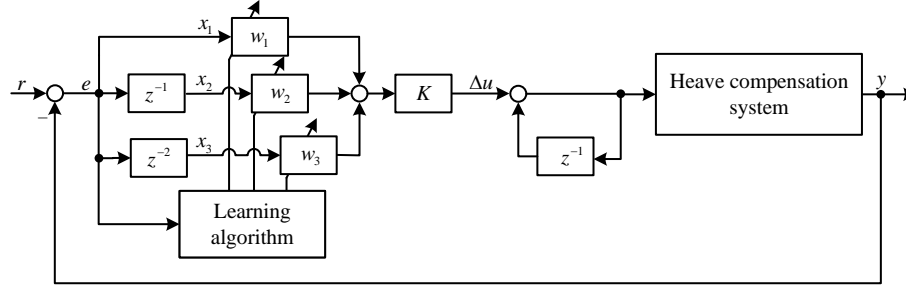 x₁
w₁
r
e
z⁻¹
x₂
w₂
K
Δu
Heave compensation
system
y
−
z⁻²
x₃
w₃
z⁻¹
Learning
algorithm